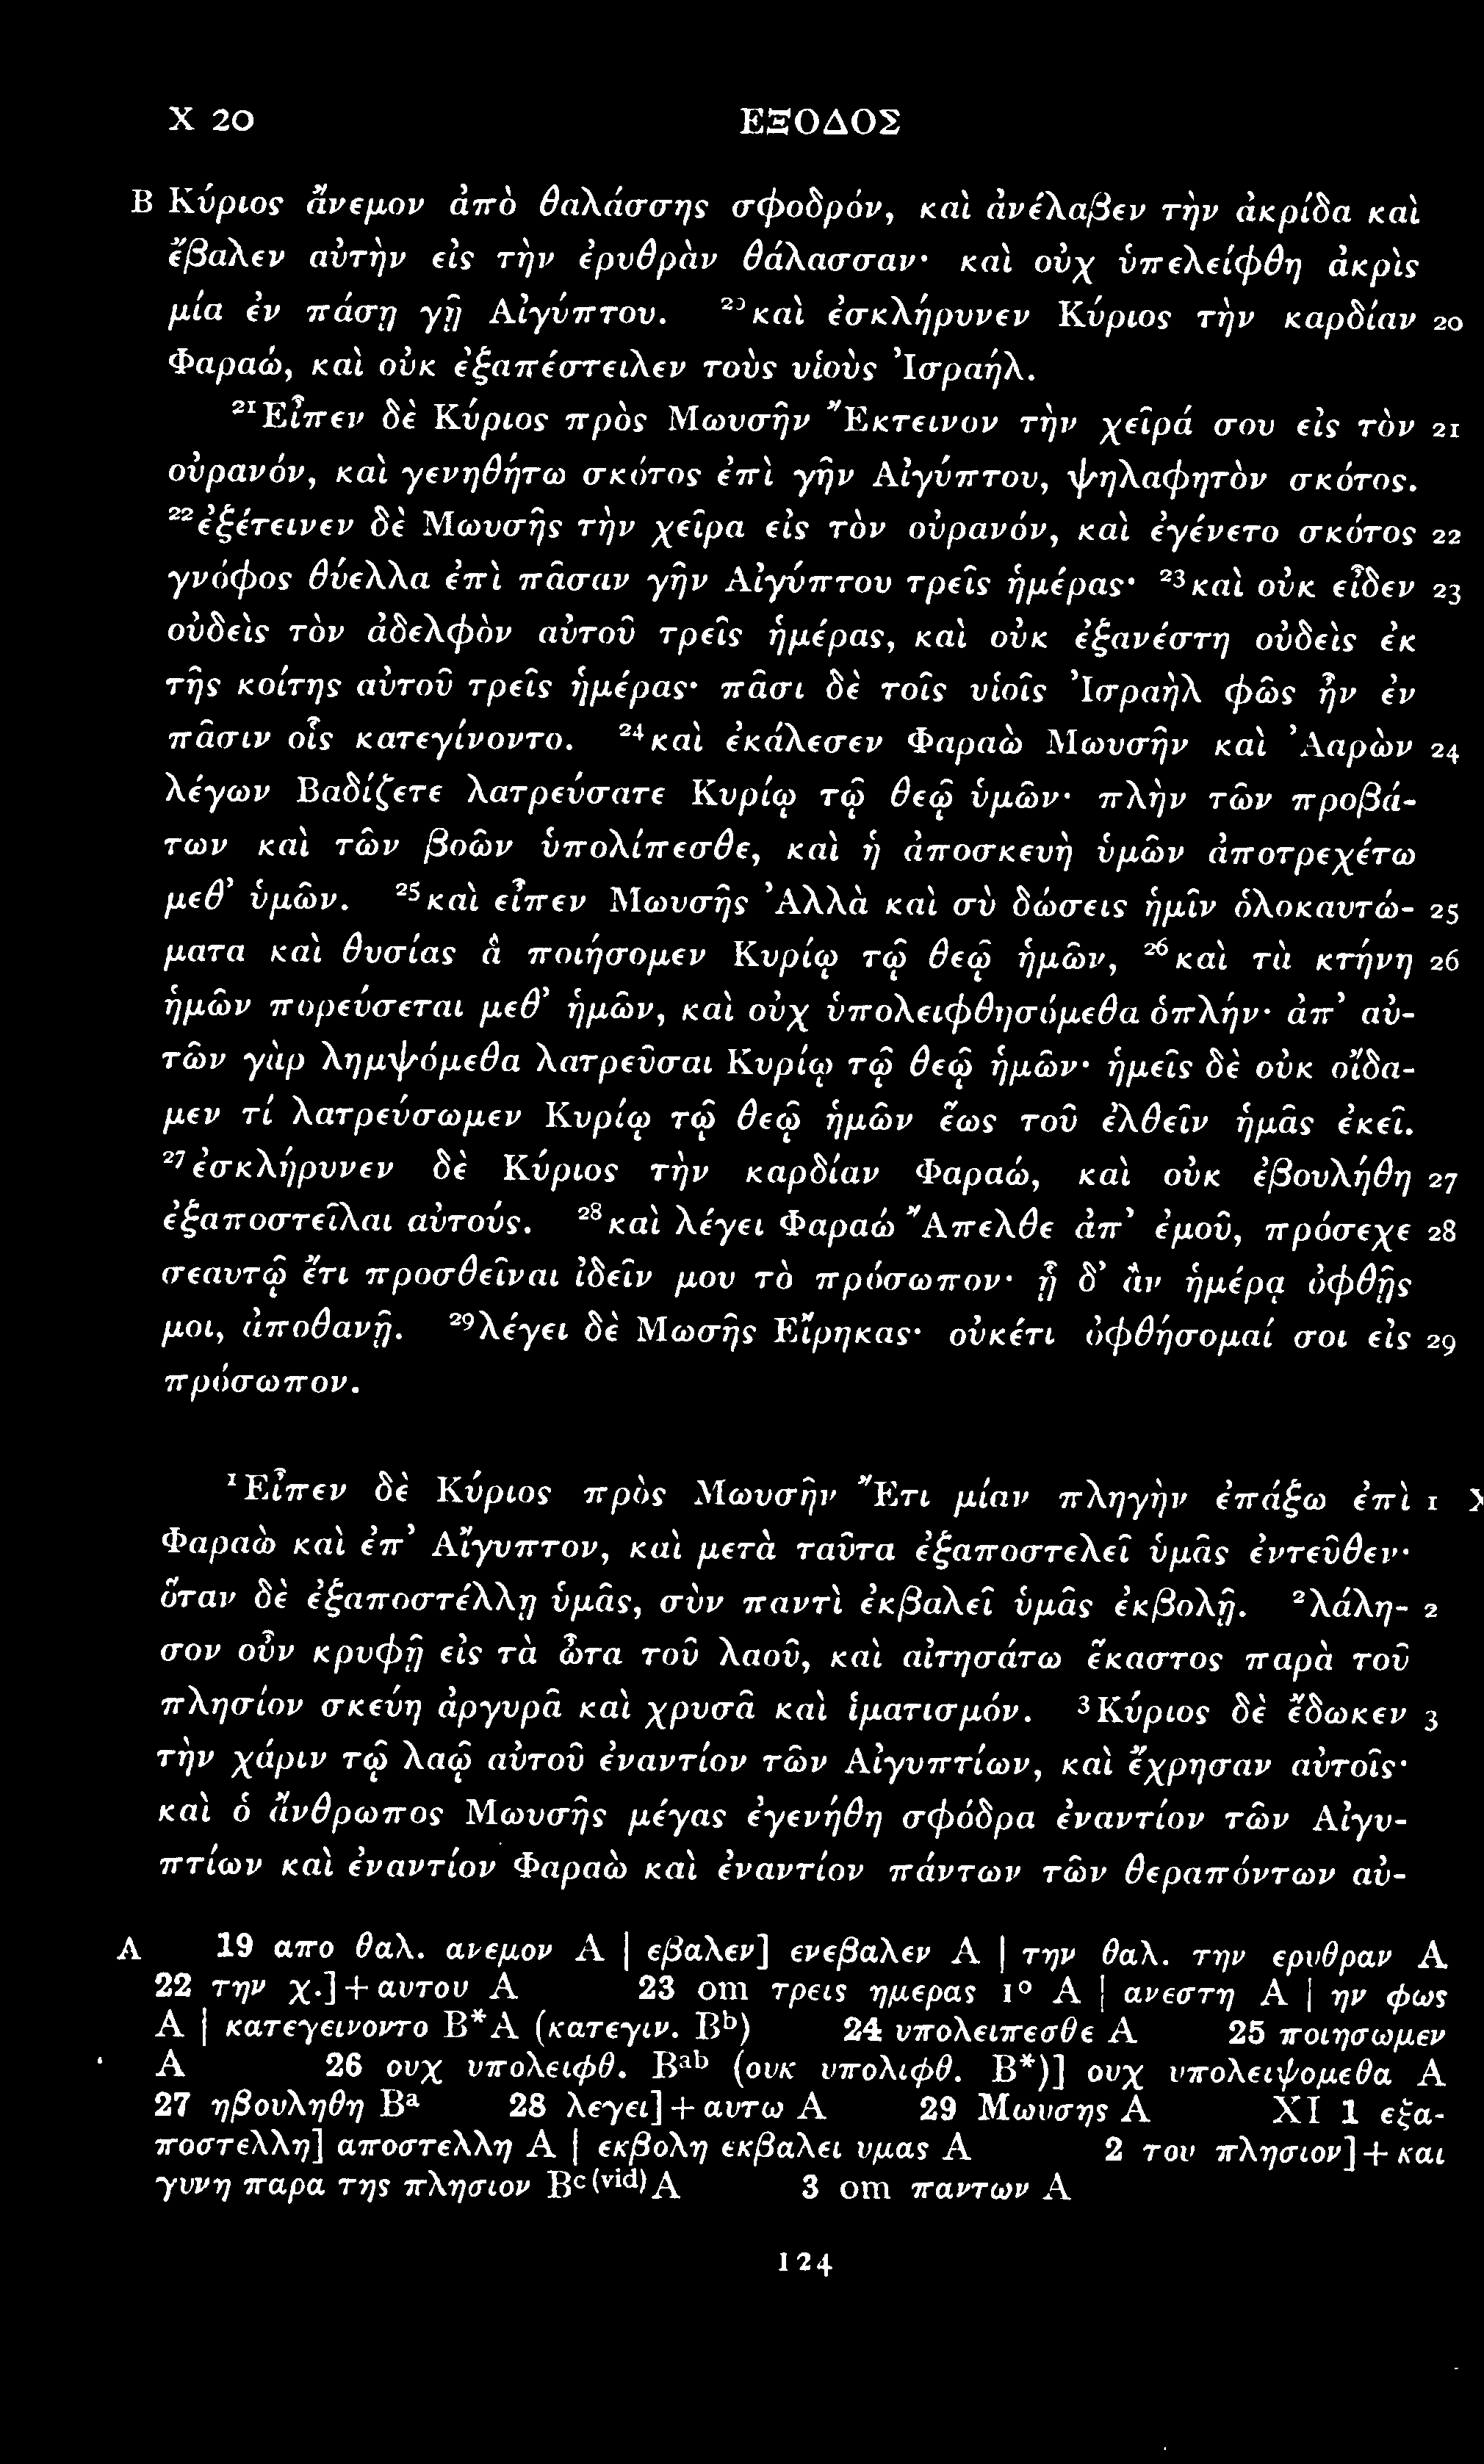 X 20 ΕΞΟΔΟΣ
B Κύριος ἄνεμον ἀπὸ θαλάσσης σφοδρόν, καὶ ἀνέλαβεν τὴν ἀκρίδα καὶ
ἔβαλεν αὐτὴν εἰς τὴν ἐρυθρὰν θάλασσαν· καὶ οὐχ ὑπελείφθη ἀκρὶς
μία ἐν πάσῃ γῇ Αἰγύπτου. ²⁰καὶ ἐσκλήρυνεν Κύριος τὴν καρδίαν 20
Φαραώ, καὶ οὐκ ἐξαπέστειλεν τοὺς υἱοὺς Ἰσραήλ.
²¹Εἶπεν δὲ Κύριος πρὸς Μωυσῆν Ἔκτεινον τὴν χεῖρά σου εἰς τὸν 21
οὐρανόν, καὶ γενηθήτω σκότος ἐπὶ γῆν Αἰγύπτου, ψηλαφητὸν σκότος.
²²ἐξέτεινεν δὲ Μωυσῆς τὴν χεῖρα εἰς τὸν οὐρανόν, καὶ ἐγένετο σκότος 22
γνόφος θύελλα ἐπὶ πᾶσαν γῆν Αἰγύπτου τρεῖς ἡμέρας· ²³καὶ οὐκ εἶδεν 23
οὐδεὶς τὸν ἀδελφὸν αὐτοῦ τρεῖς ἡμέρας, καὶ οὐκ ἐξανέστη οὐδεὶς ἐκ
τῆς κοίτης αὐτοῦ τρεῖς ἡμέρας· πᾶσι δὲ τοῖς υἱοῖς Ἰσραὴλ φῶς ἦν ἐν
πᾶσιν οἷς κατεγίνοντο. ²⁴καὶ ἐκάλεσεν Φαραὼ Μωυσῆν καὶ Ἀαρὼν 24
λέγων Βαδίζετε λατρεύσατε Κυρίῳ τῷ θεῷ ὑμῶν· πλὴν τῶν προβά-
των καὶ τῶν βοῶν ὑπολίπεσθε, καὶ ἡ ἀποσκευὴ ὑμῶν ἀποτρεχέτω
μεθ’ ὑμῶν. ²⁵καὶ εἶπεν Μωυσῆς Ἀλλὰ καὶ σὺ δώσεις ἡμῖν ὁλοκαυτώ- 25
ματα καὶ θυσίας ἃ ποιήσομεν Κυρίῳ τῷ θεῷ ἡμῶν, ²⁶καὶ τὰ κτήνη 26
ἡμῶν πορεύσεται μεθ’ ἡμῶν, καὶ οὐχ ὑπολειφθησόμεθα ὁπλήν· ἀπ’ αὐ-
τῶν γὰρ λημψόμεθα λατρεῦσαι Κυρίῳ τῷ θεῷ ἡμῶν· ἡμεῖς δὲ οὐκ οἴδα-
μεν τί λατρεύσωμεν Κυρίῳ τῷ θεῷ ἡμῶν ἕως τοῦ ἐλθεῖν ἡμᾶς ἐκεῖ.
²⁷ἐσκλήρυνεν δὲ Κύριος τὴν καρδίαν Φαραώ, καὶ οὐκ ἐβουλήθη 27
ἐξαποστεῖλαι αὐτούς. ²⁸καὶ λέγει Φαραώ Ἄπελθε ἀπ’ ἐμοῦ, πρόσεχε 28
σεαυτῷ ἔτι προσθεῖναι ἰδεῖν μου τὸ πρόσωπον· ᾗ δ’ ἂν ἡμέρᾳ ὀφθῇς
μοι, ἀποθανῇ. ²⁹λέγει δὲ Μωσῆς Εἴρηκας· οὐκέτι ὀφθήσομαί σοι εἰς 29
πρόσωπον.
¹Εἶπεν δὲ Κύριος πρὸς Μωυσῆν Ἔτι μίαν πληγὴν ἐπάξω ἐπὶ 1 X
Φαραὼ καὶ ἐπ’ Αἴγυπτον, καὶ μετὰ ταῦτα ἐξαποστελεῖ ὑμᾶς ἐντεῦθεν·
ὅταν δὲ ἐξαποστέλλῃ ὑμᾶς, σὺν παντὶ ἐκβαλεῖ ὑμᾶς ἐκβολῇ. ²λάλη- 2
σον οὖν κρυφῇ εἰς τὰ ὦτα τοῦ λαοῦ, καὶ αἰτησάτω ἕκαστος παρὰ τοῦ
πλησίον σκεύη ἀργυρᾶ καὶ χρυσᾶ καὶ ἱματισμόν. ³Κύριος δὲ ἔδωκεν 3
τὴν χάριν τῷ λαῷ αὐτοῦ ἐναντίον τῶν Αἰγυπτίων, καὶ ἔχρησαν αὐτοῖς·
καὶ ὁ ἄνθρωπος Μωυσῆς μέγας ἐγενήθη σφόδρα ἐναντίον τῶν Αἰγυ-
πτίων καὶ ἐναντίον Φαραὼ καὶ ἐναντίον πάντων τῶν θεραπόντων αὐ-
A 19 απο θαλ. ανεμον A | εβαλεν] ενεβαλεν A | την θαλ. την ερυθραν A
22 την χ.] + αυτου A 23 om τρεις ημερας 1° A | ανεστη A | ην φως
A | κατεγεινοντο B*A (κατεγιν. Bᵇ) 24 υπολειπεσθε A 25 ποιησωμεν
A 26 ουχ υπολειφθ. Bᵃᵇ (ουκ υπολιφθ. B*)] ουχ υπολειψομεθα A
27 ηβουληθη Bᵃ 28 λεγει] + αυτω A 29 Μωυσης A XI 1 εξα-
ποστελλη] αποστελλη A | εκβολη εκβαλει υμας A 2 του πλησιον] + και
γυνη παρα της πλησιον Bᶜ⁽ᵛⁱᵈ⁾A 3 om παντων A
124